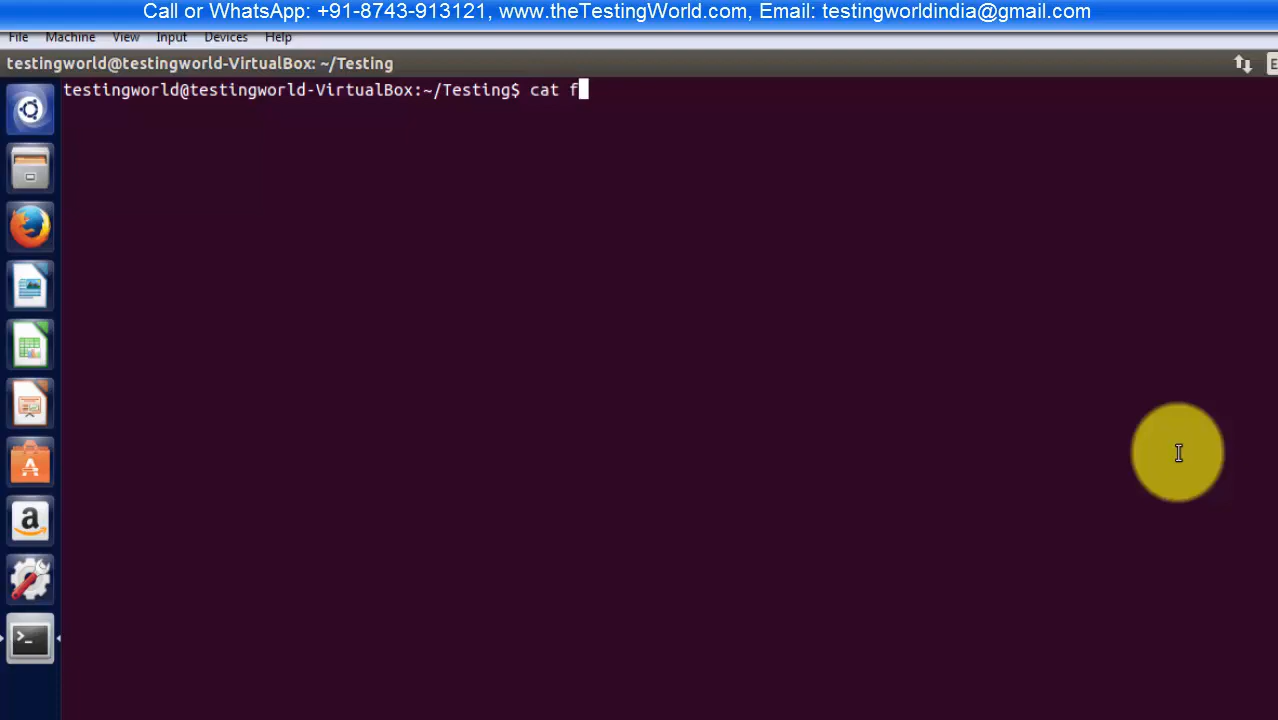 Call or WhatsApp: +91-8743-913121, www.theTestingWorld.com, Email: testingworldindia@gmail.com
File Machine View Input Devices Help
testingworld@testingworld-VirtualBox: ~/Testing
testingworld@testingworld-VirtualBox:~/Testing$ cat f